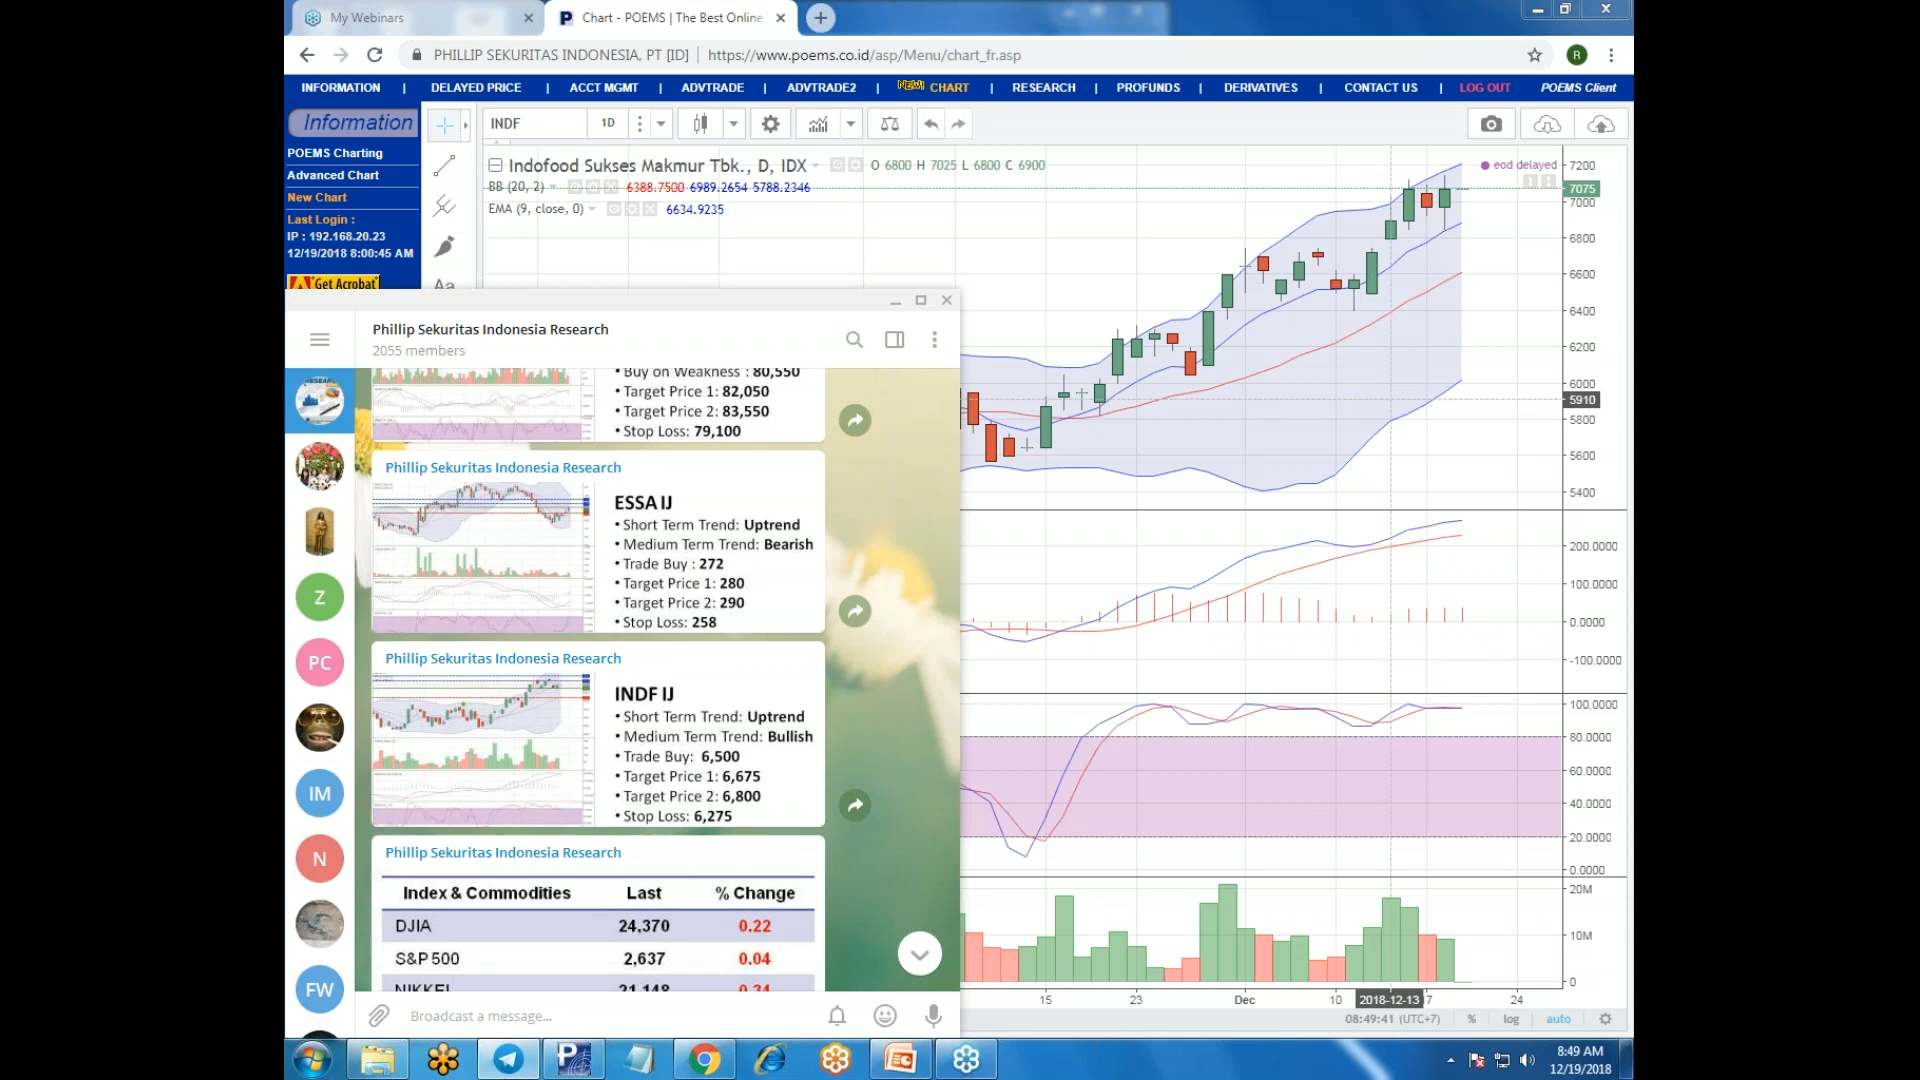 My Webinars
Chart - POEMS | The Best Online
PHILLIP SEKURITAS INDONESIA, PT [ID]
https://www.poems.co.id/asp/Menu/chart_fr.asp
R
INFORMATION | DELAYED PRICE | ACCT MGMT | ADVTRADE | ADVTRADE2 | NEW! CHART | RESEARCH | PROFUNDS | DERIVATIVES | CONTACT US | LOG OUT POEMS Client
Information
POEMS Charting
Advanced Chart
New Chart
Last Login :
IP : 192.168.20.23
12/19/2018 8:00:45 AM
Get Acrobat
Aa
INDF 1D
Indofood Sukses Makmur Tbk., D, IDX O 6800 H 7025 L 6800 C 6900
BB (20, 2) 6388.7500 6989.2654 5788.2346
EMA (9, close, 0) 6634.9235
eod delayed
7200
7075
7000
6800
6600
6400
6200
6000
5910
5800
5600
5400
200.0000
100.0000
0.0000
-100.0000
100.0000
80.0000
60.0000
40.0000
20.0000
0.0000
20M
10M
0
15 23 Dec 10 2018-12-13 17 24
08:49:41 (UTC+7) % log auto
Phillip Sekuritas Indonesia Research
2055 members
• Buy on Weakness : 80,550
• Target Price 1: 82,050
• Target Price 2: 83,550
• Stop Loss: 79,100
Phillip Sekuritas Indonesia Research
ESSA IJ
• Short Term Trend: Uptrend
• Medium Term Trend: Bearish
• Trade Buy : 272
• Target Price 1: 280
• Target Price 2: 290
• Stop Loss: 258
Phillip Sekuritas Indonesia Research
INDF IJ
• Short Term Trend: Uptrend
• Medium Term Trend: Bullish
• Trade Buy: 6,500
• Target Price 1: 6,675
• Target Price 2: 6,800
• Stop Loss: 6,275
Phillip Sekuritas Indonesia Research
Index & Commodities Last % Change
DJIA 24,370 0.22
S&P 500 2,637 0.04
NIKKEI 21,148 0.34
Z
PC
IM
N
FW
Broadcast a message...
8:49 AM
12/19/2018